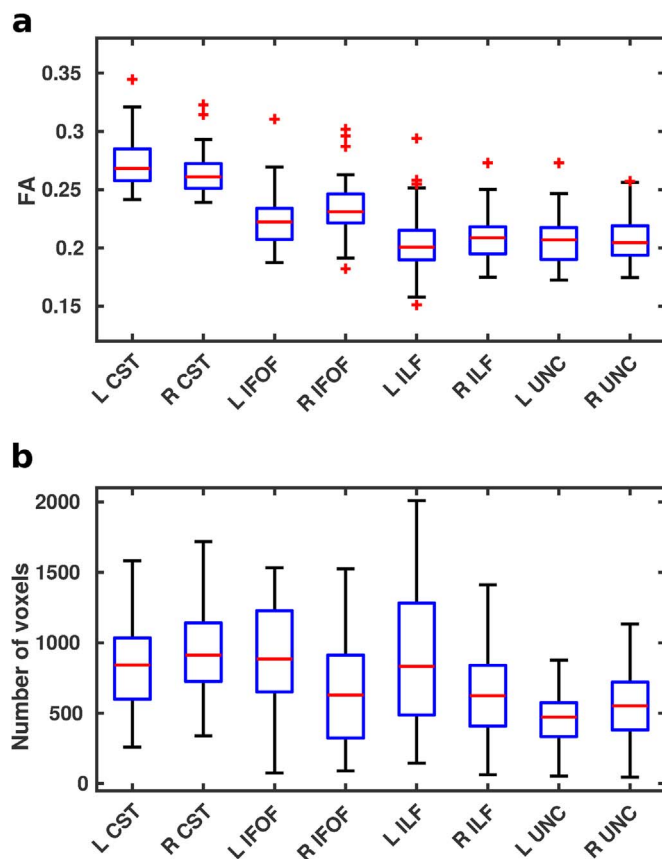 a
0.35
0.3
0.25
0.2
0.15
FA
L CST
R CST
L IFOF
R IFOF
L ILF
R ILF
L UNC
R UNC
b
2000
1500
1000
500
0
Number of voxels
L CST
R CST
L IFOF
R IFOF
L ILF
R ILF
L UNC
R UNC